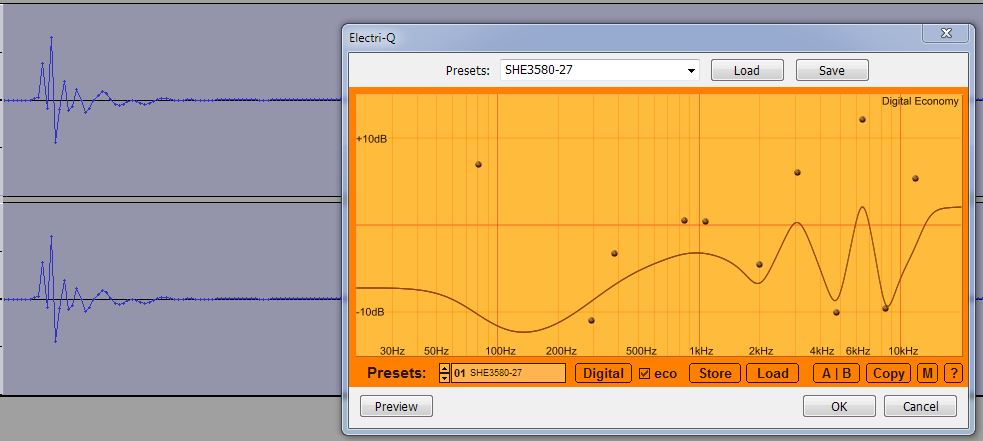 Electri-Q
Presets: SHE3580-27 Load Save
Digital Economy
+10dB
-10dB
30Hz 50Hz 100Hz 200Hz 500Hz 1kHz 2kHz 4kHz 6kHz 10kHz
Presets: 01 SHE3580-27 Digital eco Store Load A | B Copy M ?
Preview OK Cancel